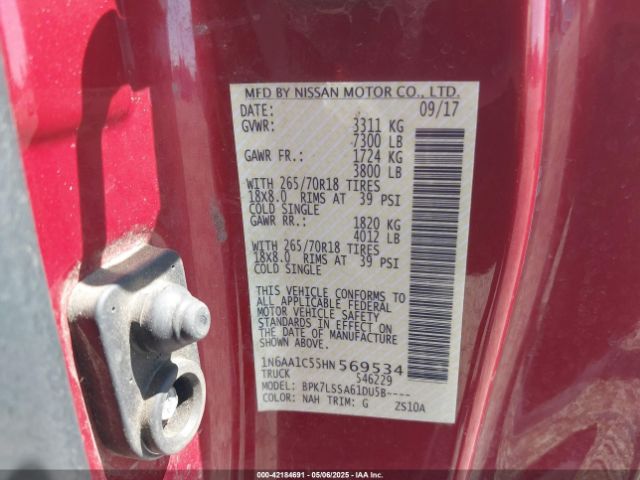 MFD BY NISSAN MOTOR CO., LTD.
DATE: 09/17
GVWR: 3311 KG
7300 LB
GAWR FR.: 1724 KG
3800 LB
WITH 265/70R18 TIRES
18X8.0 RIMS AT 39 PSI
COLD SINGLE
GAWR RR.: 1820 KG
4012 LB
WITH 265/70R18 TIRES
18X8.0 RIMS AT 39 PSI
COLD SINGLE
THIS VEHICLE CONFORMS TO
ALL APPLICABLE FEDERAL
MOTOR VEHICLE SAFETY
STANDARDS IN EFFECT ON
THE DATE OF MANUFACTURE
SHOWN ABOVE.
1N6AA1C55HN569534
TRUCK 546229
MODEL: BPK7LSSA61DU5B----
COLOR: NAH TRIM: G ZS10A
000-42184691 - 05/06/2025 - IAAI